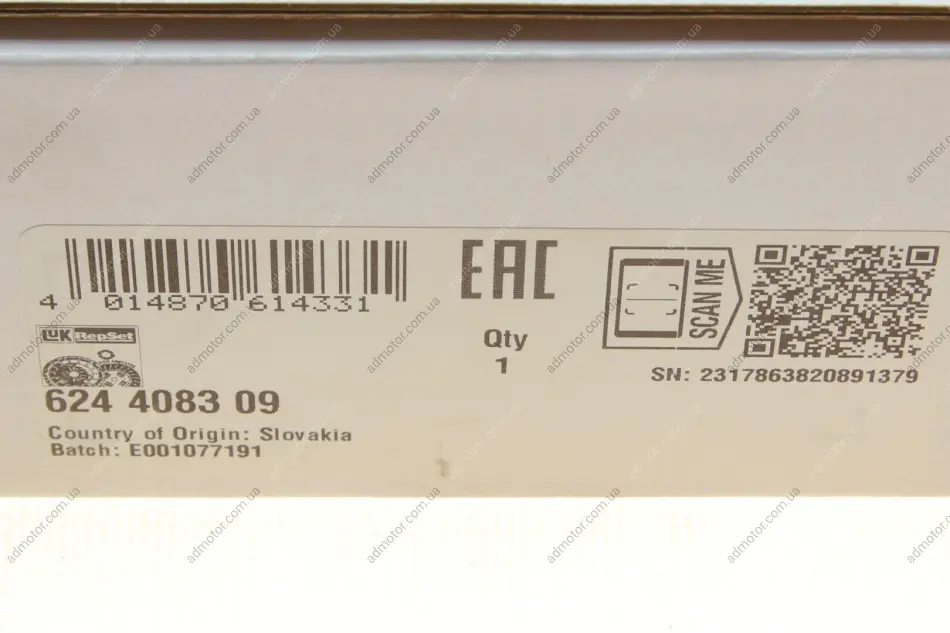 4 014870 614331
EAC
SCAN ME
LuK RepSet
Qty
1
SN: 2317863820891379
624 4083 09
Country of Origin: Slovakia
Batch: E001077191
admotor.com.ua